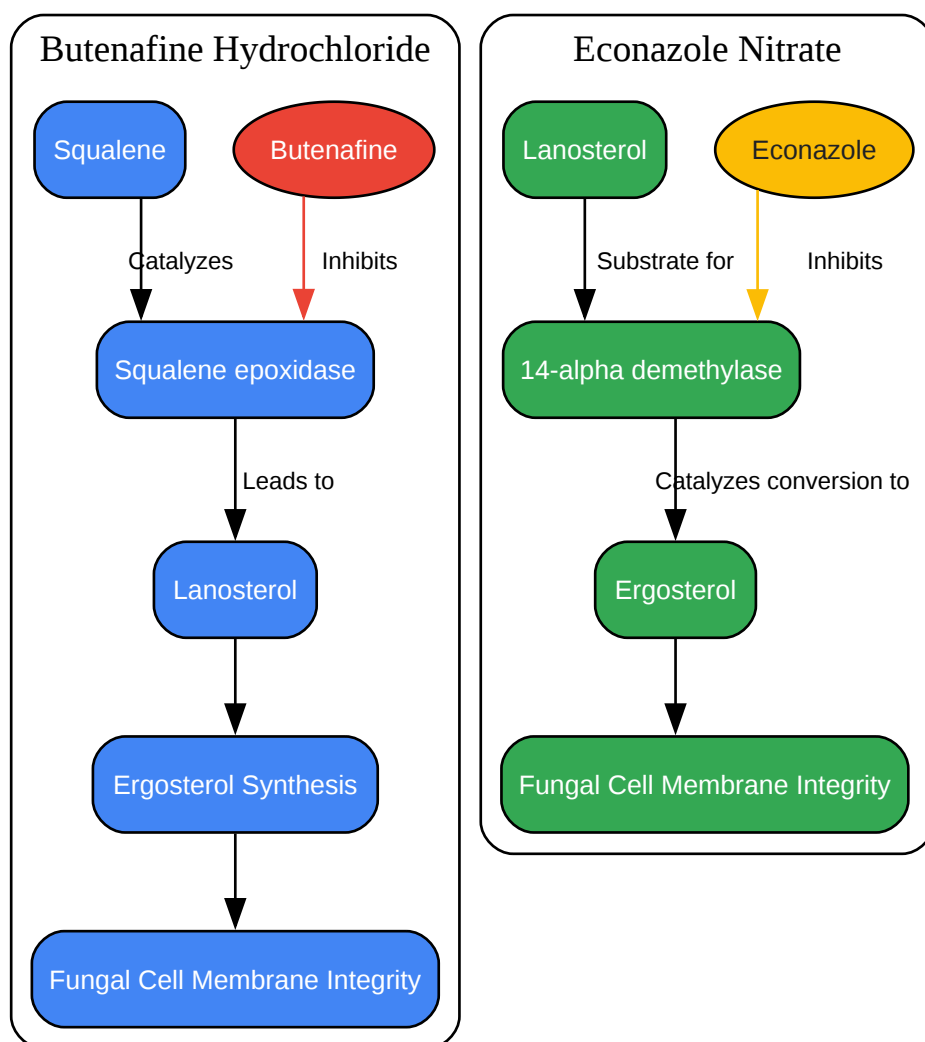 Butenafine Hydrochloride
Squalene
Butenafine
Catalyzes
Inhibits
Squalene epoxidase
Leads to
Lanosterol
Ergosterol Synthesis
Fungal Cell Membrane Integrity
Econazole Nitrate
Lanosterol
Econazole
Substrate for
Inhibits
14-alpha demethylase
Catalyzes conversion to
Ergosterol
Fungal Cell Membrane Integrity